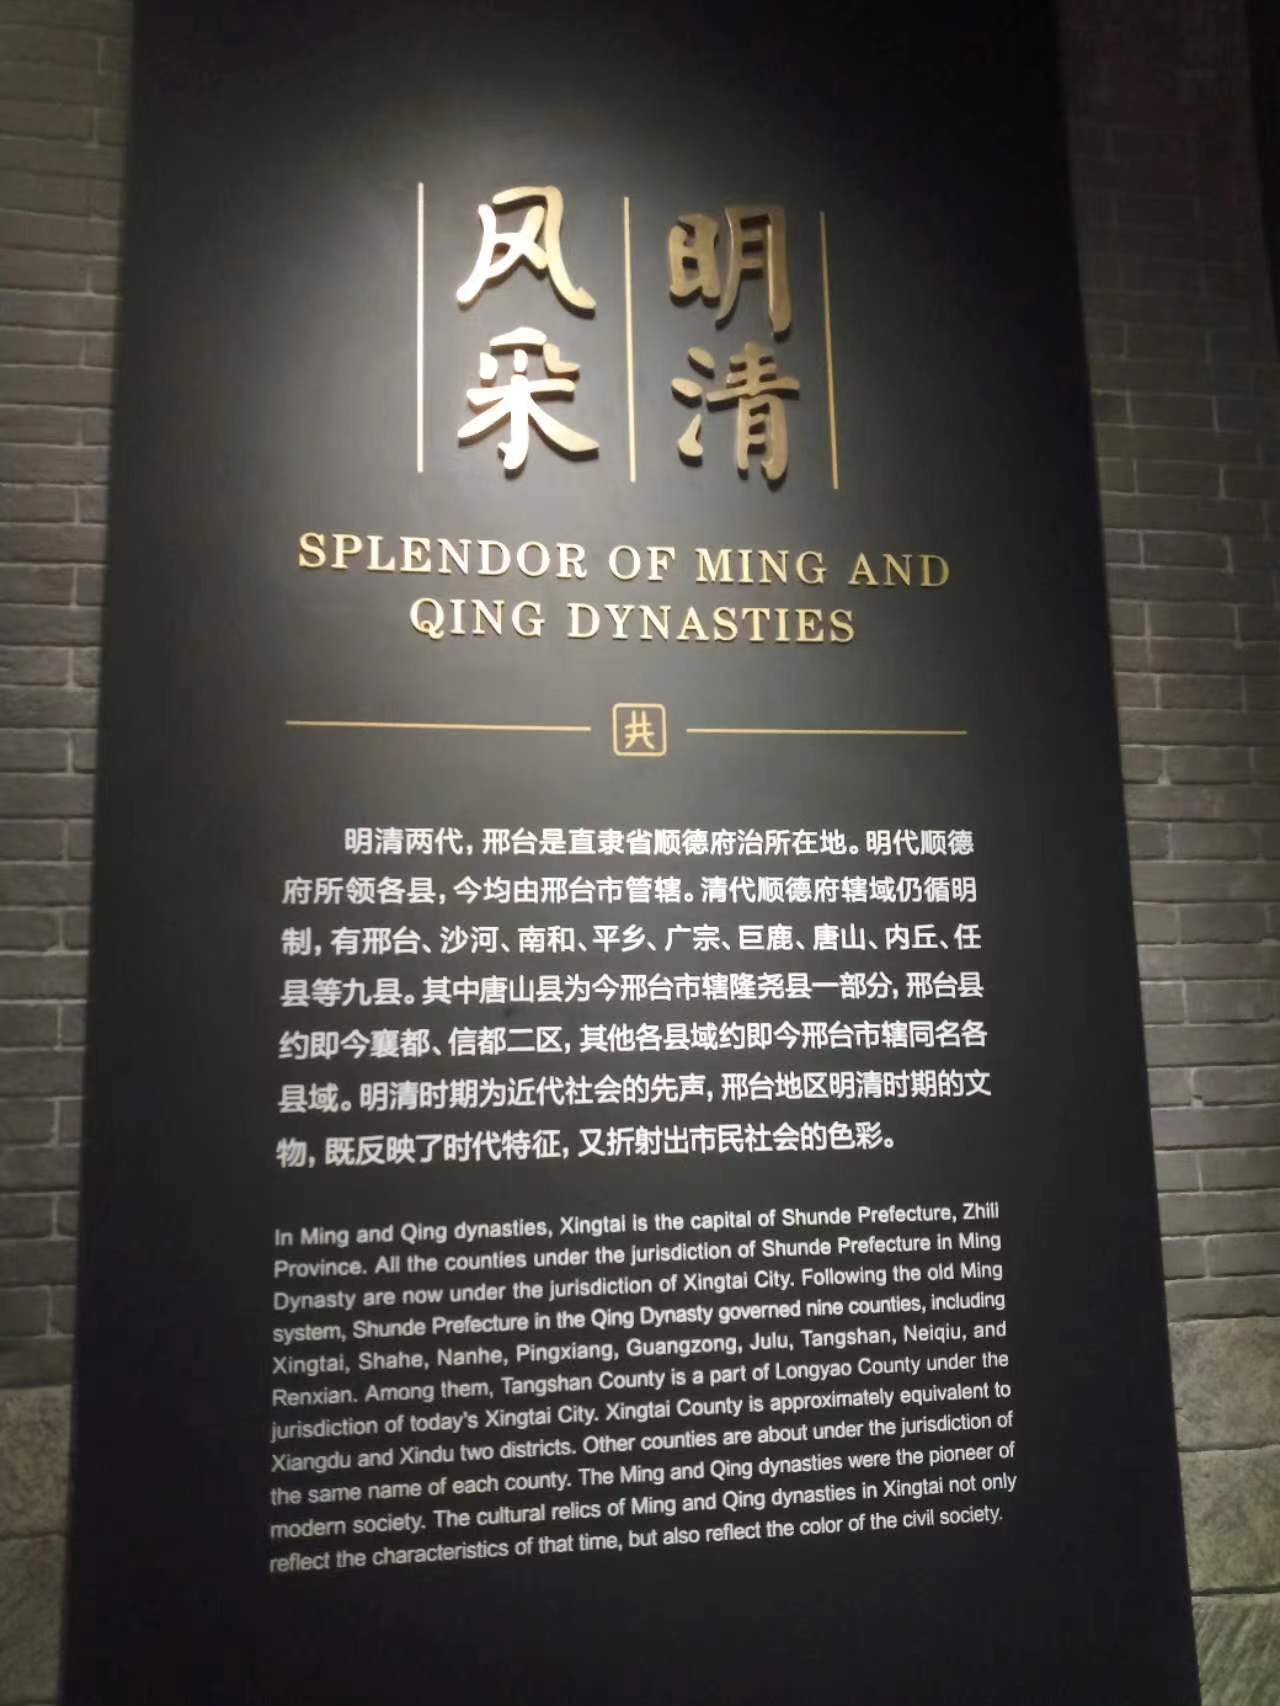 明清
风采
SPLENDOR OF MING AND
QING DYNASTIES
明清两代，邢台是直隶省顺德府治所在地。明代顺德
府所领各县，今均由邢台市管辖。清代顺德府辖域仍循明
制，有邢台、沙河、南和、平乡、广宗、巨鹿、唐山、内丘、任
县等九县。其中唐山县为今邢台市辖隆尧县一部分，邢台县
约即今襄都、信都二区，其他各县域约即今邢台市辖同名各
县域。明清时期为近代社会的先声，邢台地区明清时期的文
物，既反映了时代特征，又折射出市民社会的色彩。
In Ming and Qing dynasties, Xingtai is the capital of Shunde Prefecture, Zhili
Province. All the counties under the jurisdiction of Shunde Prefecture in Ming
Dynasty are now under the jurisdiction of Xingtai City. Following the old Ming
system, Shunde Prefecture in the Qing Dynasty governed nine counties, including
Xingtai, Shahe, Nanhe, Pingxiang, Guangzong, Julu, Tangshan, Neiqiu, and
Renxian. Among them, Tangshan County is a part of Longyao County under the
jurisdiction of today's Xingtai City. Xingtai County is approximately equivalent to
Xiangdu and Xindu two districts. Other counties are about under the jurisdiction of
the same name of each county. The Ming and Qing dynasties were the pioneer of
modern society. The cultural relics of Ming and Qing dynasties in Xingtai not only
reflect the characteristics of that time, but also reflect the color of the civil society.